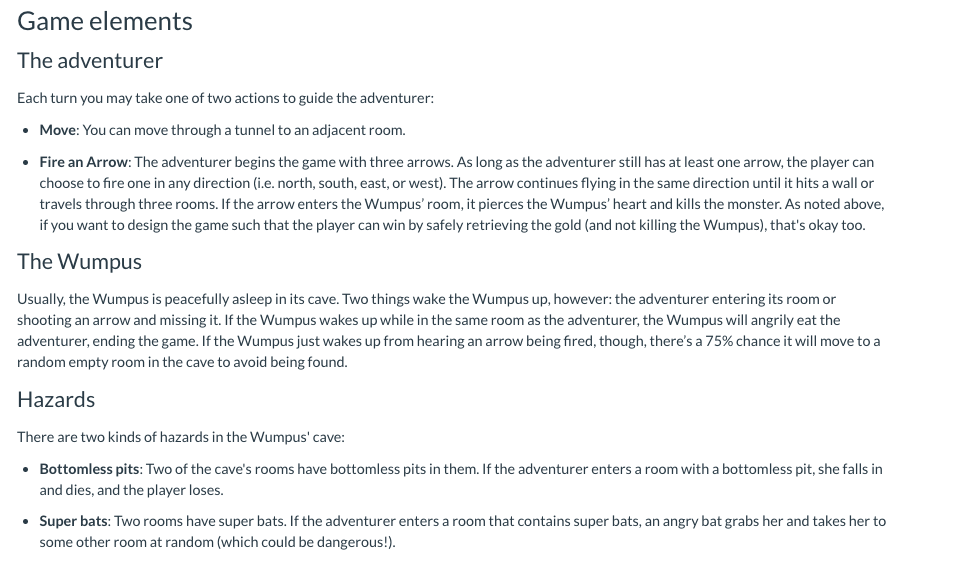 Game elements
The adventurer
Each turn you may take one of two actions to guide the adventurer:
• Move: You can move through a tunnel to an adjacent room.
• Fire an Arrow: The adventurer begins the game with three arrows. As long as the adventurer still has at least one arrow, the player can
choose to fire one in any direction (i.e. north, south, east, or west). The arrow continues flying in the same direction until it hits a wall or
travels through three rooms. If the arrow enters the Wumpus’ room, it pierces the Wumpus’ heart and kills the monster. As noted above,
if you want to design the game such that the player can win by safely retrieving the gold (and not killing the Wumpus), that's okay too.
The Wumpus
Usually, the Wumpus is peacefully asleep in its cave. Two things wake the Wumpus up, however: the adventurer entering its room or
shooting an arrow and missing it. If the Wumpus wakes up while in the same room as the adventurer, the Wumpus will angrily eat the
adventurer, ending the game. If the Wumpus just wakes up from hearing an arrow being fired, though, there’s a 75% chance it will move to a
random empty room in the cave to avoid being found.
Hazards
There are two kinds of hazards in the Wumpus' cave:
• Bottomless pits: Two of the cave's rooms have bottomless pits in them. If the adventurer enters a room with a bottomless pit, she falls in
and dies, and the player loses.
• Super bats: Two rooms have super bats. If the adventurer enters a room that contains super bats, an angry bat grabs her and takes her to
some other room at random (which could be dangerous!).